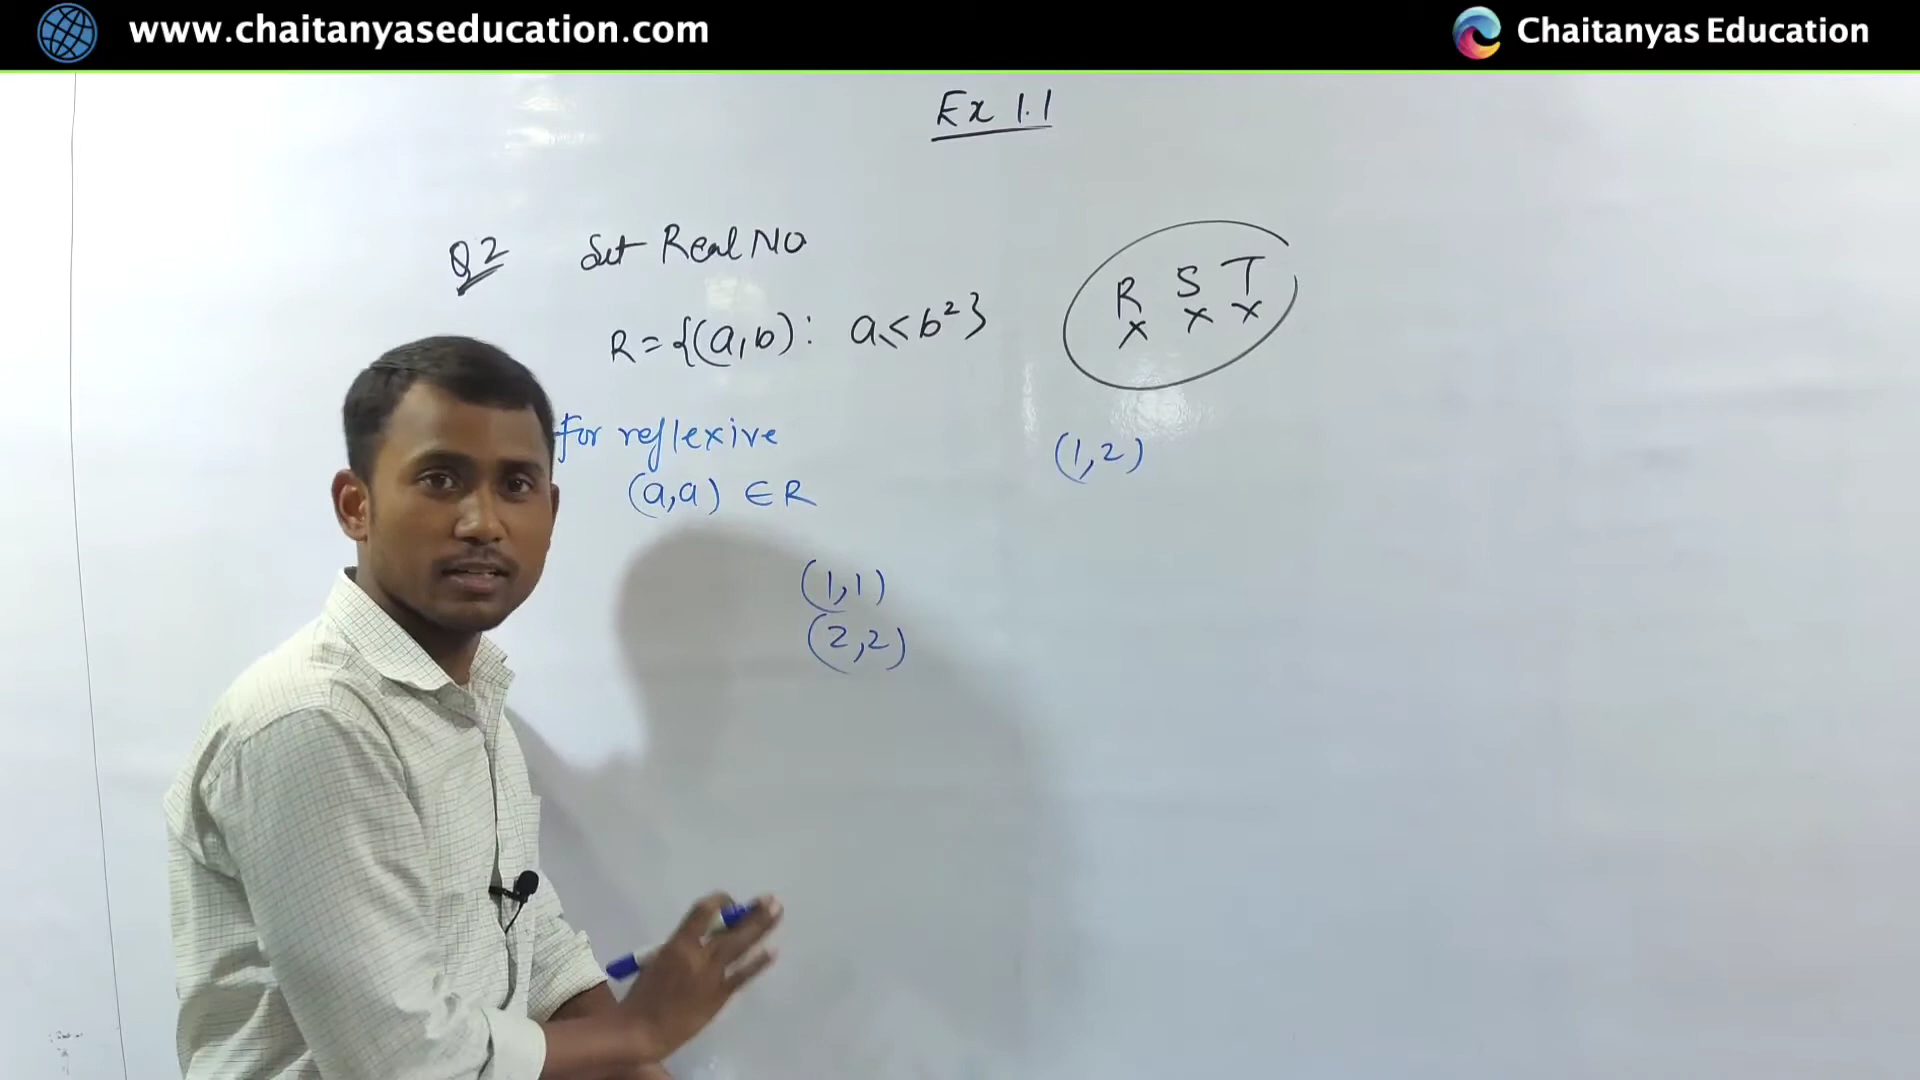 www.chaitanyaseducation.com
Chaitanyas Education
Ex 1.1
Q2 Set Real No
R = {(a,b) : a ≤ b²}
R S T
× × ×
For reflexive
(1,2)
(a,a) ∈ R
(1,1)
(2,2)